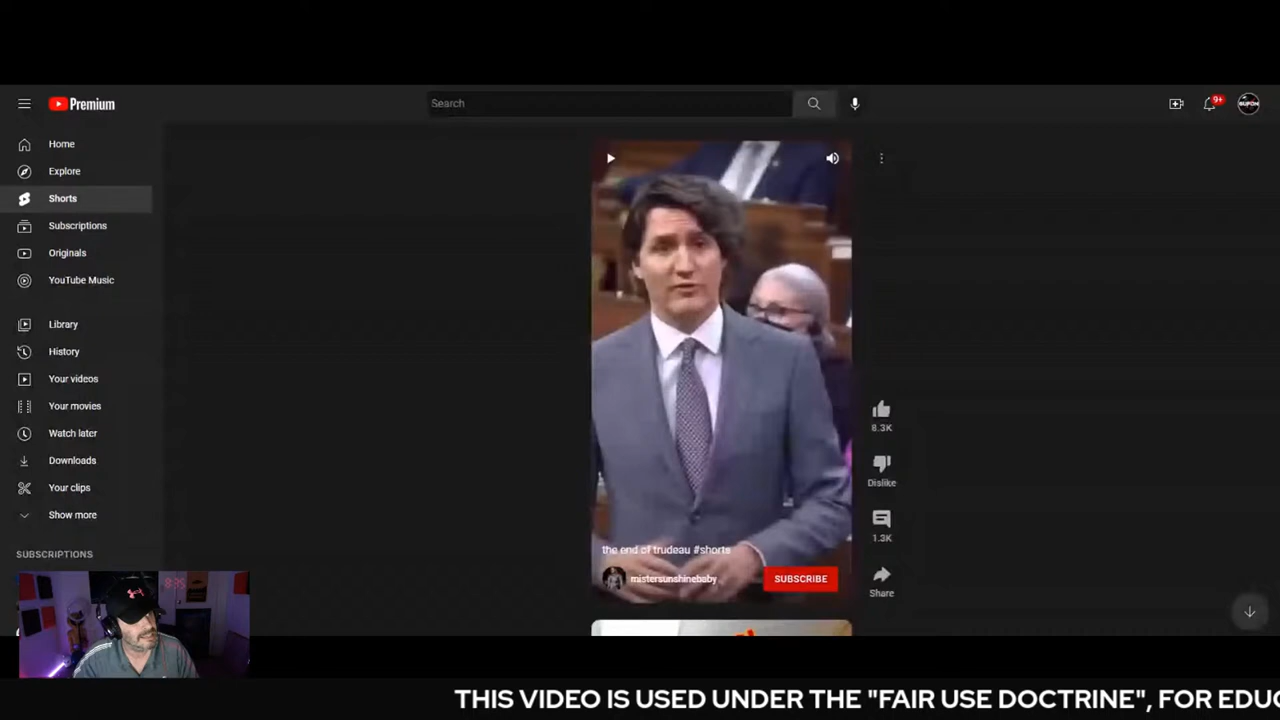 Premium
Search
9+
Home
Explore
Shorts
Subscriptions
Originals
YouTube Music
Library
History
Your videos
Your movies
Watch later
Downloads
Your clips
Show more
SUBSCRIPTIONS
8.3K
Dislike
1.3K
Share
the end of trudeau #shorts
mistersunshinebaby
SUBSCRIBE
THIS VIDEO IS USED UNDER THE "FAIR USE DOCTRINE", FOR EDUC